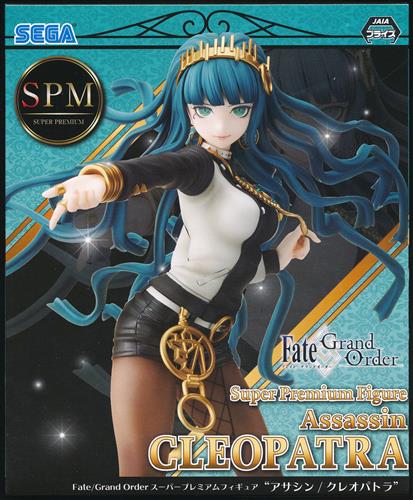 SEGA
JAIA
プライズ
SPM
SUPER PREMIUM
Fate/Grand Order
Super Premium Figure
Assassin
CLEOPATRA
Fate/Grand Order スーパープレミアムフィギュア “アサシン/クレオパトラ”